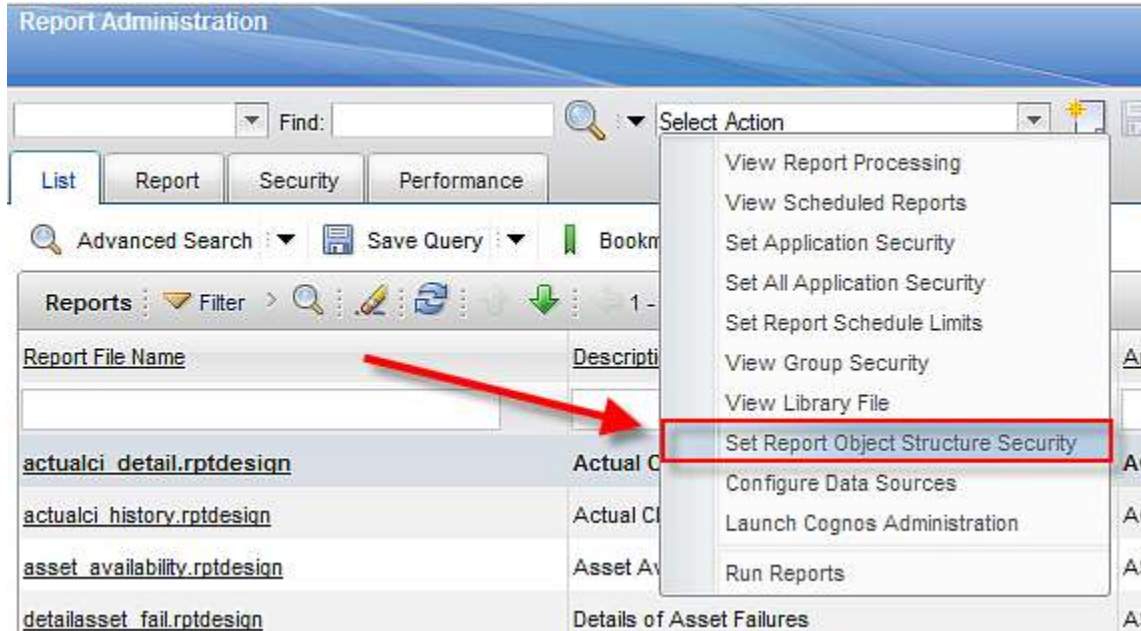 Report Administration
Find:
Select Action
List Report Security Performance
Advanced Search Save Query Bookm
Reports Filter 1 -
Report File Name Descripti A
actualci_detail.rptdesign Actual C A
actualci_history.rptdesign Actual CI A
asset_availability.rptdesign Asset Av A
detailasset_fail.rptdesign Details of Asset Failures A
View Report Processing
View Scheduled Reports
Set Application Security
Set All Application Security
Set Report Schedule Limits
View Group Security
View Library File
Set Report Object Structure Security
Configure Data Sources
Launch Cognos Administration
Run Reports